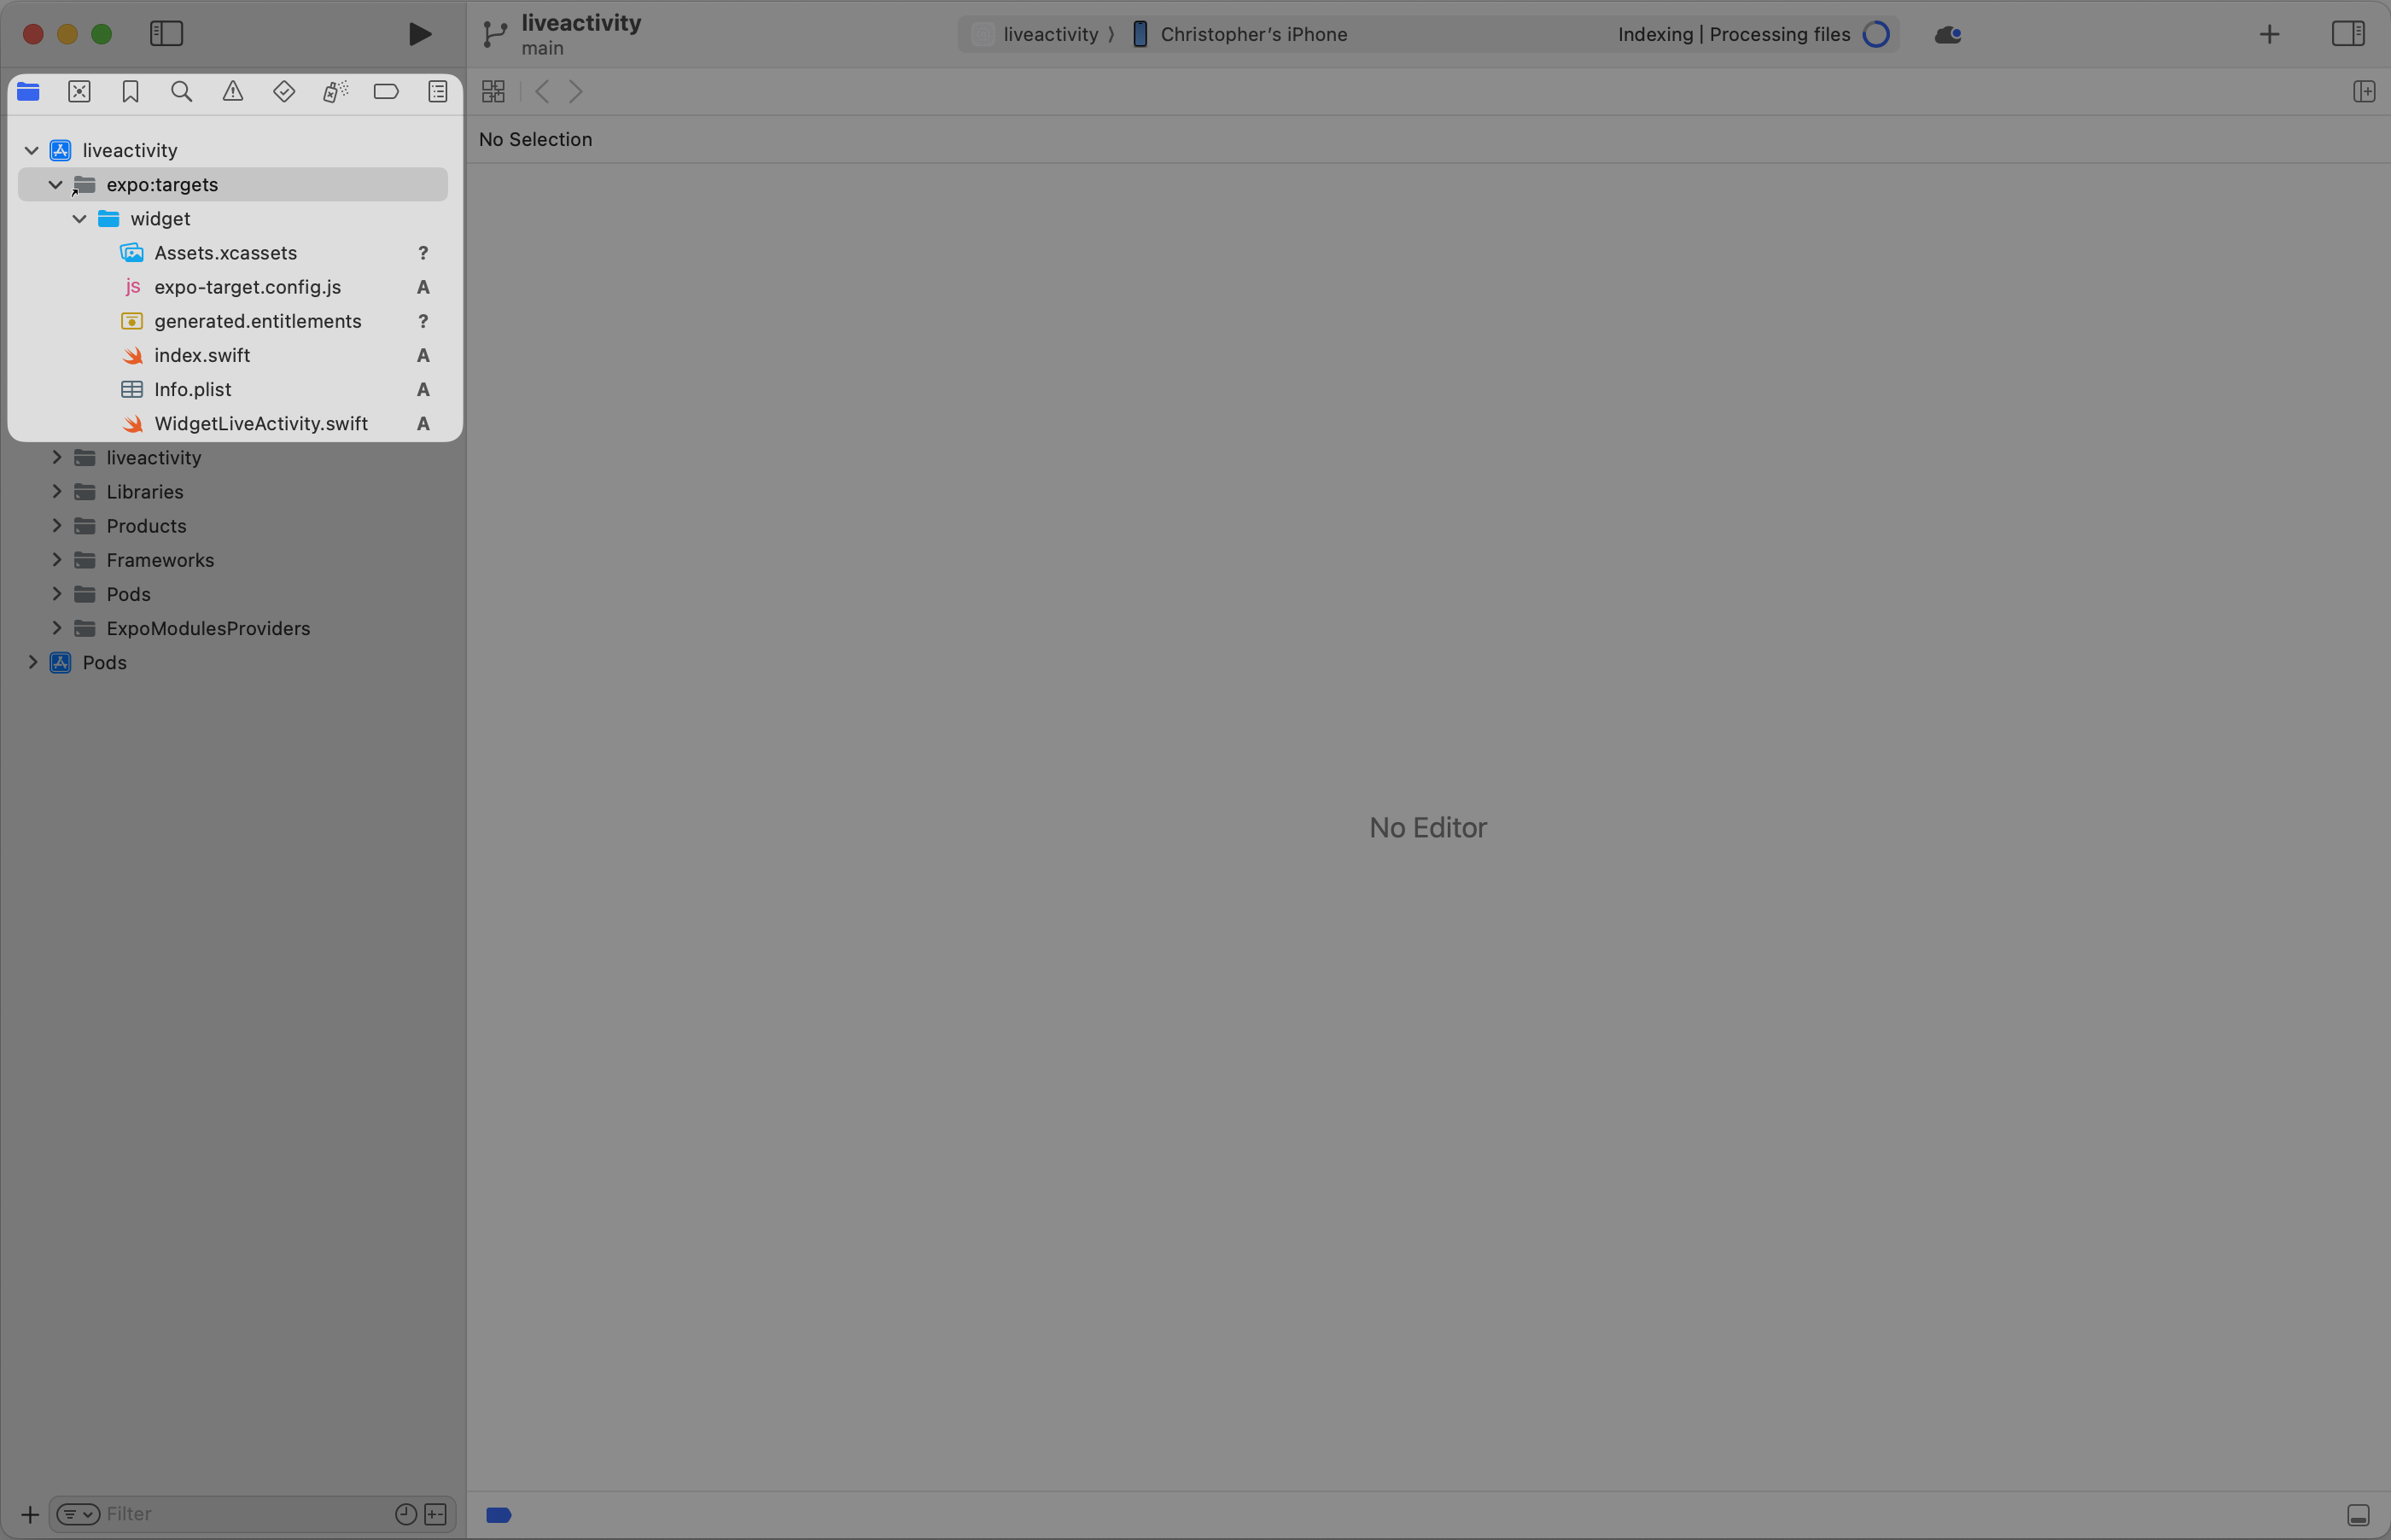 liveactivity
main
liveactivity 〉 Christopher’s iPhone
Indexing | Processing files
No Selection
liveactivity
expo:targets
widget
Assets.xcassets ?
js expo-target.config.js A
generated.entitlements ?
index.swift A
Info.plist A
WidgetLiveActivity.swift A
liveactivity
Libraries
Products
Frameworks
Pods
ExpoModulesProviders
Pods
No Editor
Filter